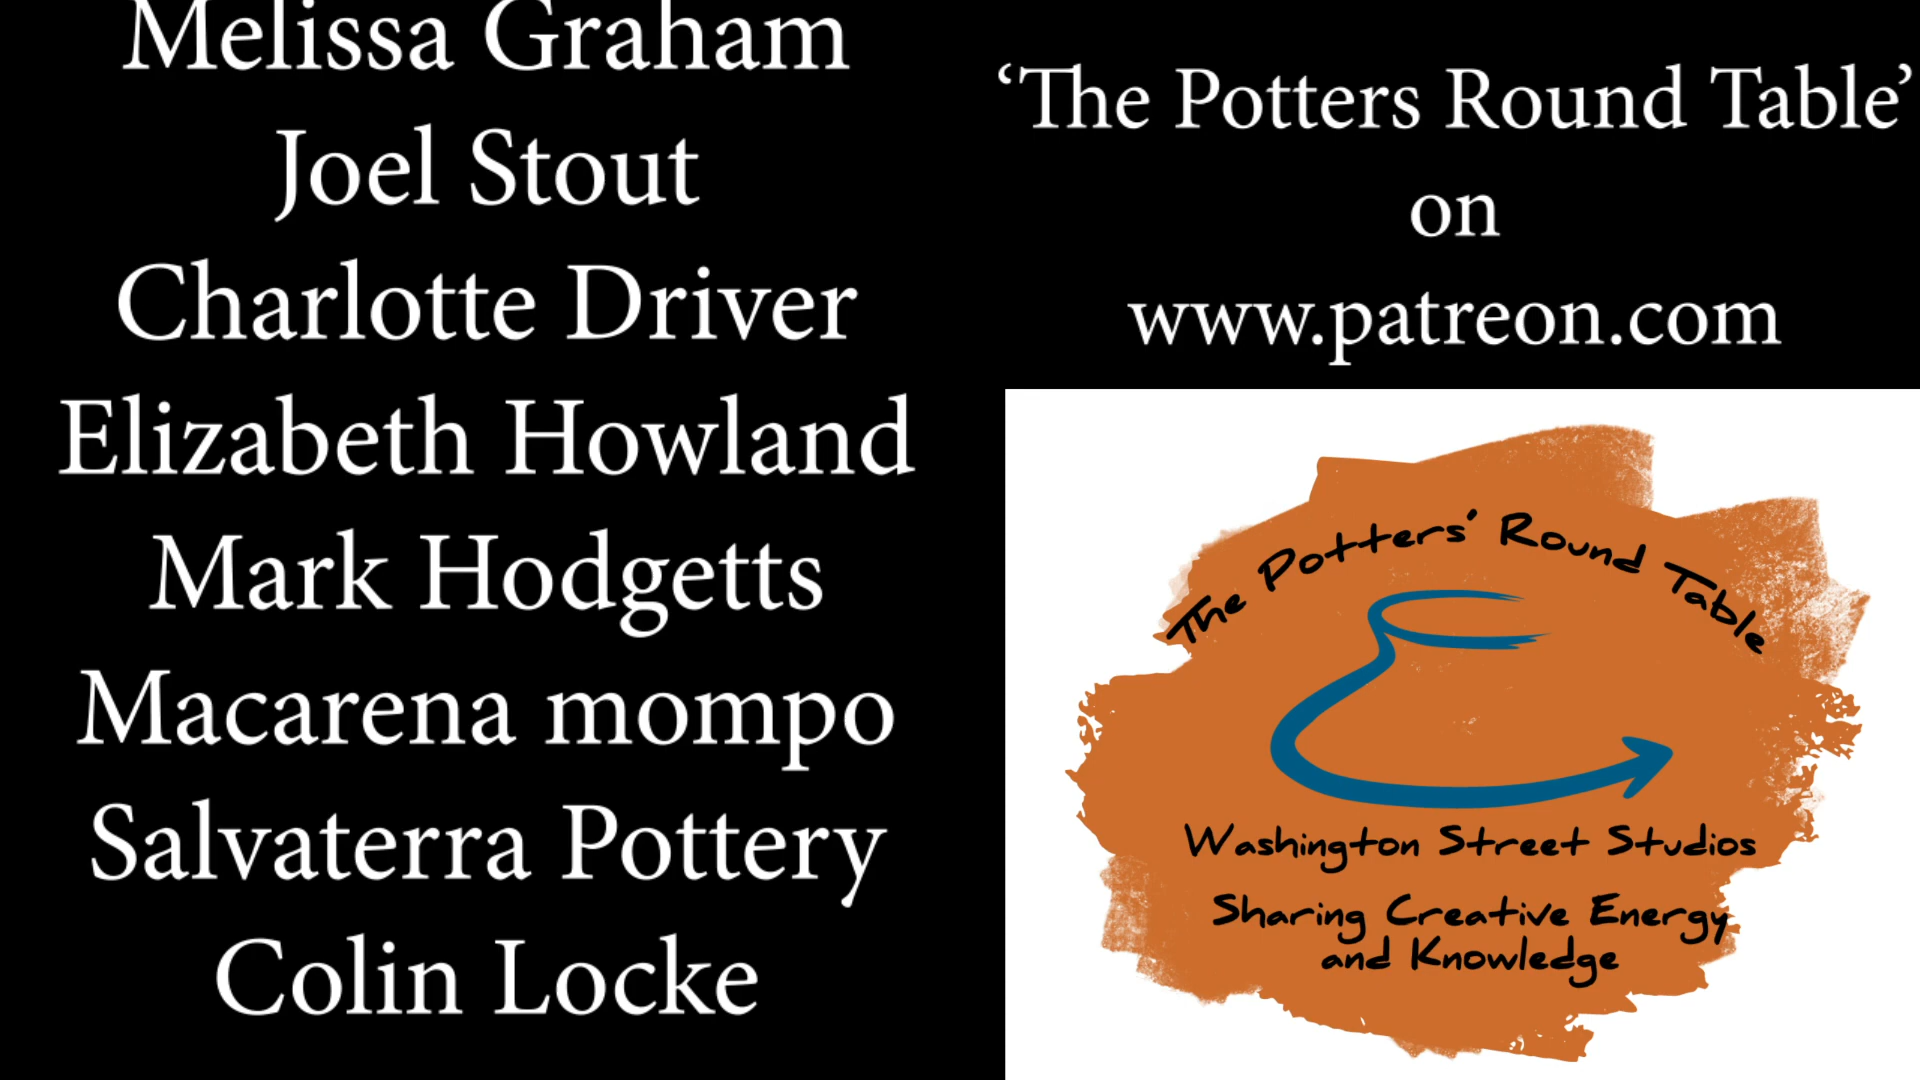 Melissa Graham
Joel Stout
Charlotte Driver
Elizabeth Howland
Mark Hodgetts
Macarena mompo
Salvaterra Pottery
Colin Locke
‘The Potters Round Table’
on
www.patreon.com
The Potters' Round Table
Washington Street Studios
Sharing Creative Energy
and Knowledge